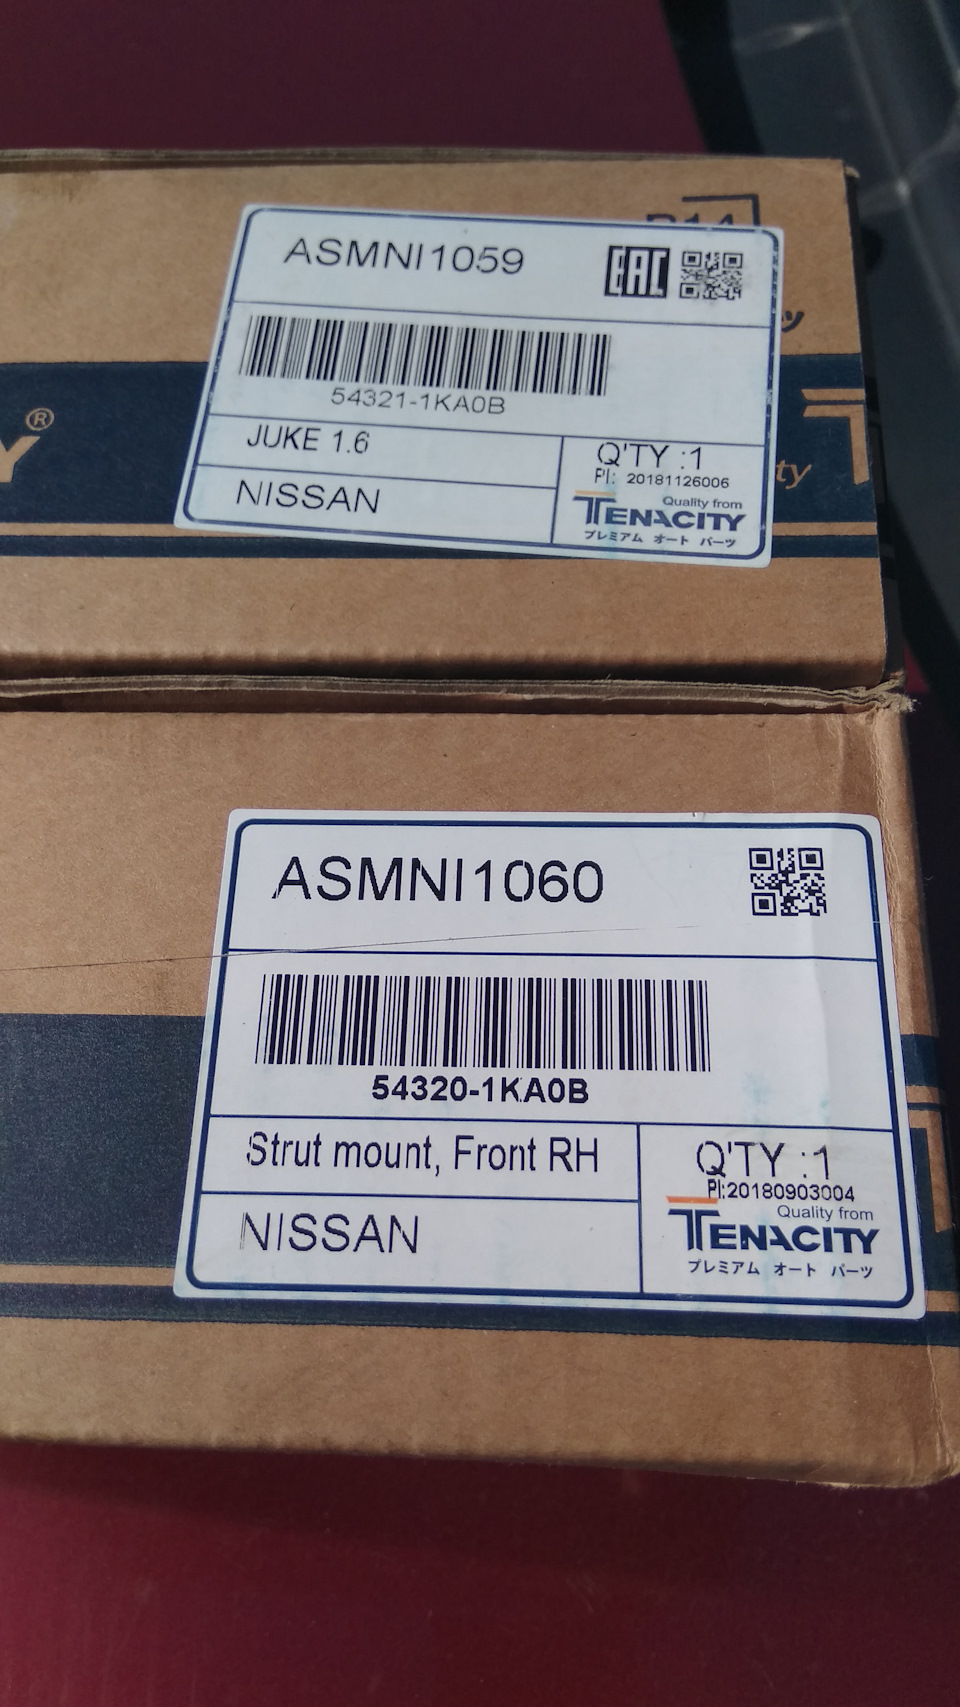 ASMNI1059
EAC
54321-1KA0B
JUKE 1.6
Q'TY :1
PI: 20181126006
NISSAN
Quality from
TENACITY
プレミアム オート パーツ
ty
Y®
ASMNI1060
54320-1KA0B
Strut mount, Front RH
Q'TY :1
PI:20180903004
NISSAN
Quality from
TENACITY
プレミアム オート パーツ